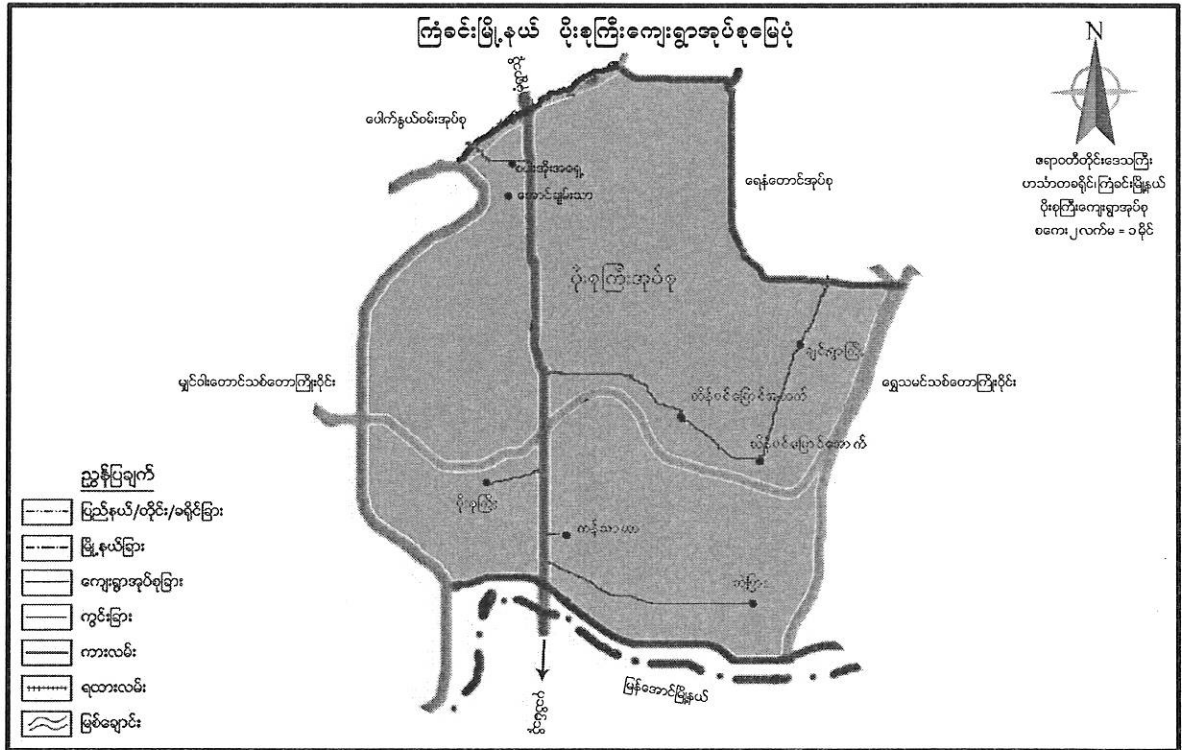 ကြံခင်းမြို့နယ် ပိုးစုကြီးကျေးရွာအုပ်စုမြေပုံ
N
ပေါက်နွယ်စမ်းအုပ်စု
ရေနံတောင်အုပ်စု
ဧရာဝတီတိုင်းဒေသကြီး
ဟင်္သာတခရိုင်၊ကြံခင်းမြို့နယ်
ပိုးစုကြီးကျေးရွာအုပ်စု
စကေး၂လက်မ = ၁မိုင်
အောင်ချမ်းသာ
ပိုးစုကြီးအုပ်စု
မျှင်ဝါးတောင်သစ်တောကြိုးဝိုင်း
ရွှေသမင်သစ်တောကြိုးဝိုင်း
ပိုးစုကြီး
ကန်သာယာ
မြန်အောင်မြို့နယ်
ညွှန်ပြချက်
ပြည်နယ်/တိုင်း/ခရိုင်ခြား
မြို့နယ်ခြား
ကျေးရွာအုပ်စုခြား
ကွင်းခြား
ကားလမ်း
ရထားလမ်း
မြစ်ချောင်း